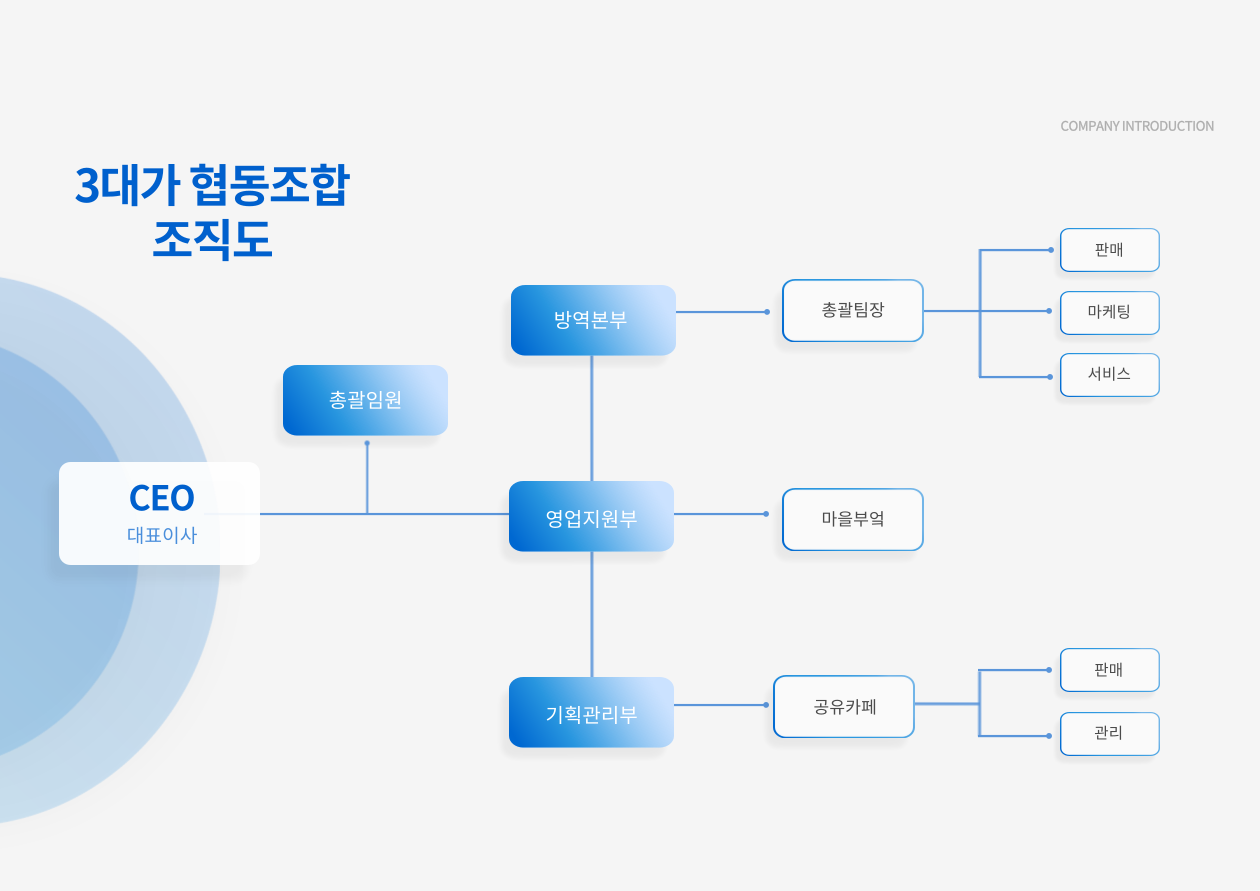 COMPANY INTRODUCTION
3대가 협동조합
조직도
CEO
대표이사
총괄임원
방역본부
총괄팀장
판매
마케팅
서비스
영업지원부
마을부엌
기획관리부
공유카페
판매
관리